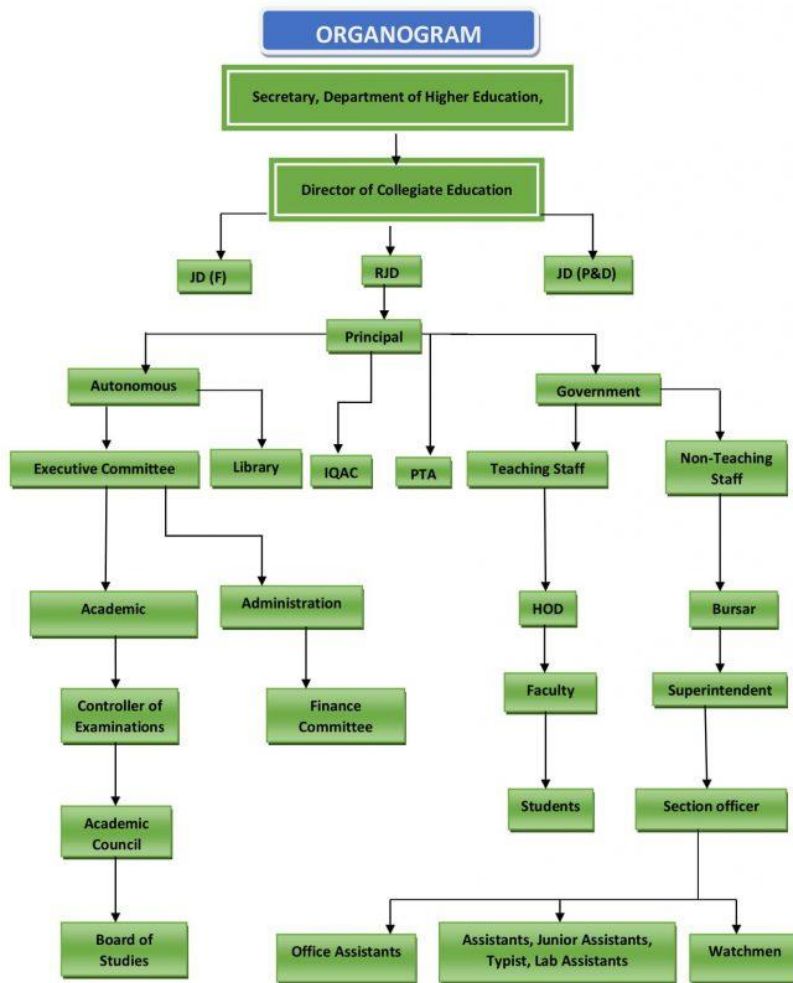 ORGANOGRAM
Secretary, Department of Higher Education,
Director of Collegiate Education
JD (F)
RJD
JD (P&D)
Principal
Autonomous
Government
Executive Committee
Library
IQAC
PTA
Teaching Staff
Non-Teaching
Staff
Academic
Administration
HOD
Bursar
Controller of
Examinations
Finance
Committee
Faculty
Superintendent
Academic
Council
Students
Section officer
Board of
Studies
Office Assistants
Assistants, Junior Assistants,
Typist, Lab Assistants
Watchmen